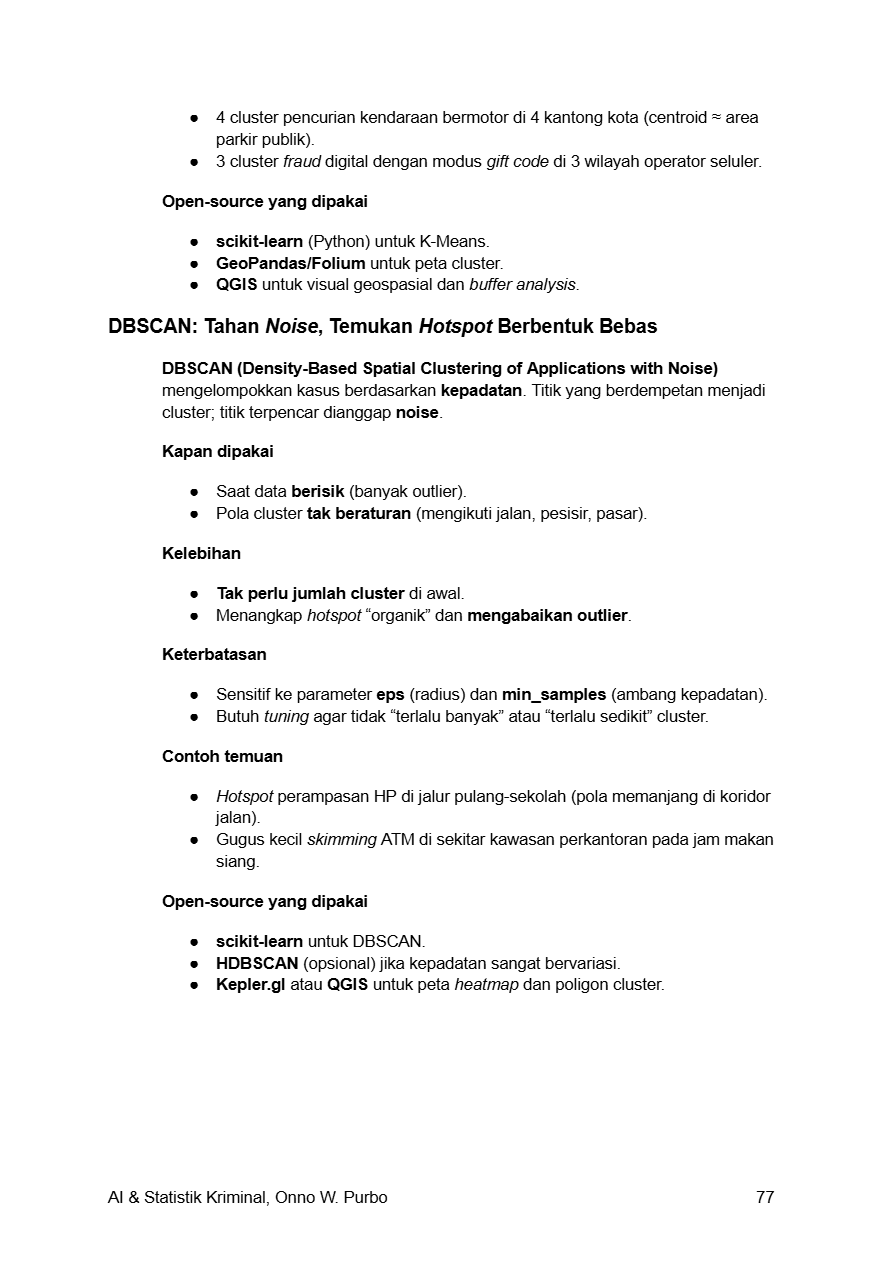 ● 4 cluster pencurian kendaraan bermotor di 4 kantong kota (centroid ≈ area
parkir publik).
● 3 cluster fraud digital dengan modus gift code di 3 wilayah operator seluler.
Open-source yang dipakai
● scikit-learn (Python) untuk K-Means.
● GeoPandas/Folium untuk peta cluster.
● QGIS untuk visual geospasial dan buffer analysis.
DBSCAN: Tahan Noise, Temukan Hotspot Berbentuk Bebas
DBSCAN (Density-Based Spatial Clustering of Applications with Noise)
mengelompokkan kasus berdasarkan kepadatan. Titik yang berdempetan menjadi
cluster; titik terpencar dianggap noise.
Kapan dipakai
● Saat data berisik (banyak outlier).
● Pola cluster tak beraturan (mengikuti jalan, pesisir, pasar).
Kelebihan
● Tak perlu jumlah cluster di awal.
● Menangkap hotspot “organik” dan mengabaikan outlier.
Keterbatasan
● Sensitif ke parameter eps (radius) dan min_samples (ambang kepadatan).
● Butuh tuning agar tidak “terlalu banyak” atau “terlalu sedikit” cluster.
Contoh temuan
● Hotspot perampasan HP di jalur pulang-sekolah (pola memanjang di koridor
jalan).
● Gugus kecil skimming ATM di sekitar kawasan perkantoran pada jam makan
siang.
Open-source yang dipakai
● scikit-learn untuk DBSCAN.
● HDBSCAN (opsional) jika kepadatan sangat bervariasi.
● Kepler.gl atau QGIS untuk peta heatmap dan poligon cluster.
AI & Statistik Kriminal, Onno W. Purbo 77